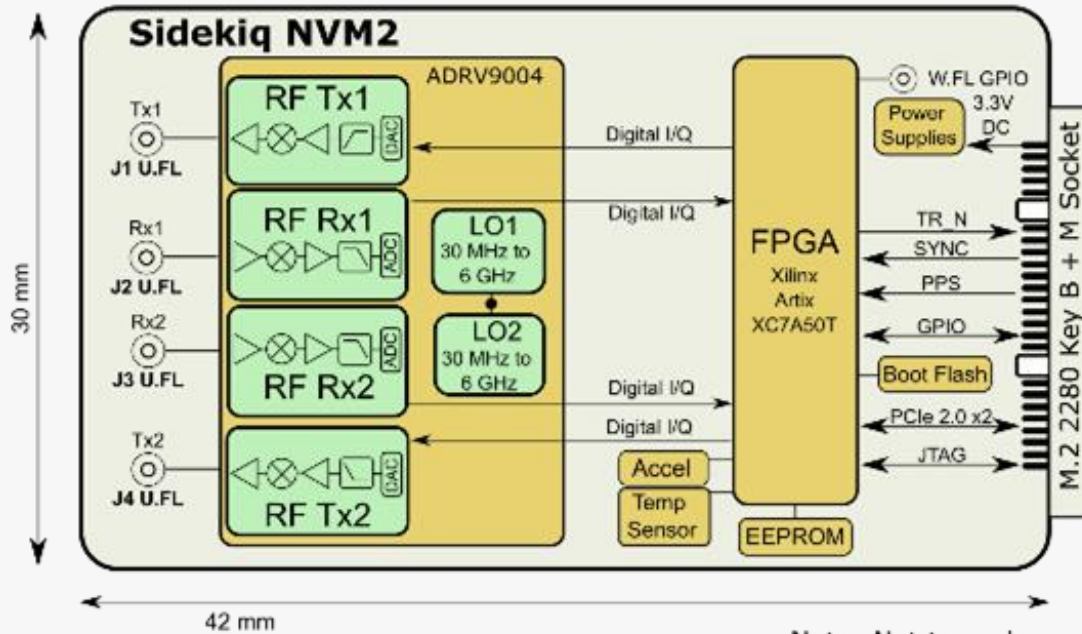 Sidekiq NVM2
ADRV9004
RF Tx1
DAC
Tx1
J1 U.FL
RF Rx1
ADC
Rx1
J2 U.FL
Rx2
J3 U.FL
ADC
RF Rx2
Tx2
J4 U.FL
DAC
RF Tx2
LO1
30 MHz to
6 GHz
LO2
30 MHz to
6 GHz
Digital I/Q
Digital I/Q
Digital I/Q
Digital I/Q
FPGA
Xilinx
Artix
XC7A50T
Accel
Temp
Sensor
EEPROM
W.FL GPIO
Power
Supplies
3.3V
DC
TR_N
SYNC
PPS
GPIO
Boot Flash
PCIe 2.0 x2
JTAG
M.2 2280 Key B + M Socket
30 mm
42 mm